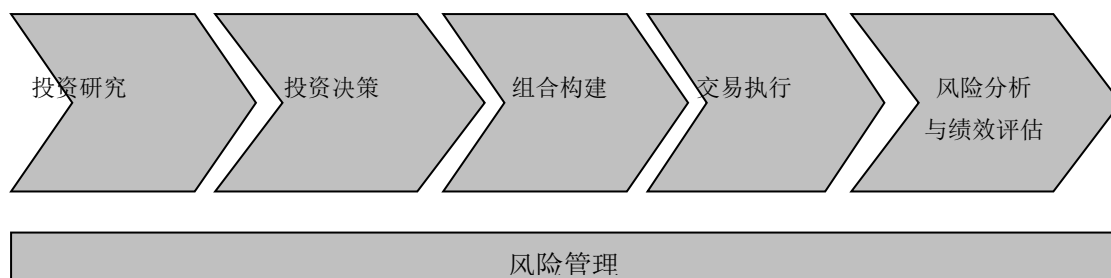 投资研究
投资决策
组合构建
交易执行
风险分析
与绩效评估
风险管理